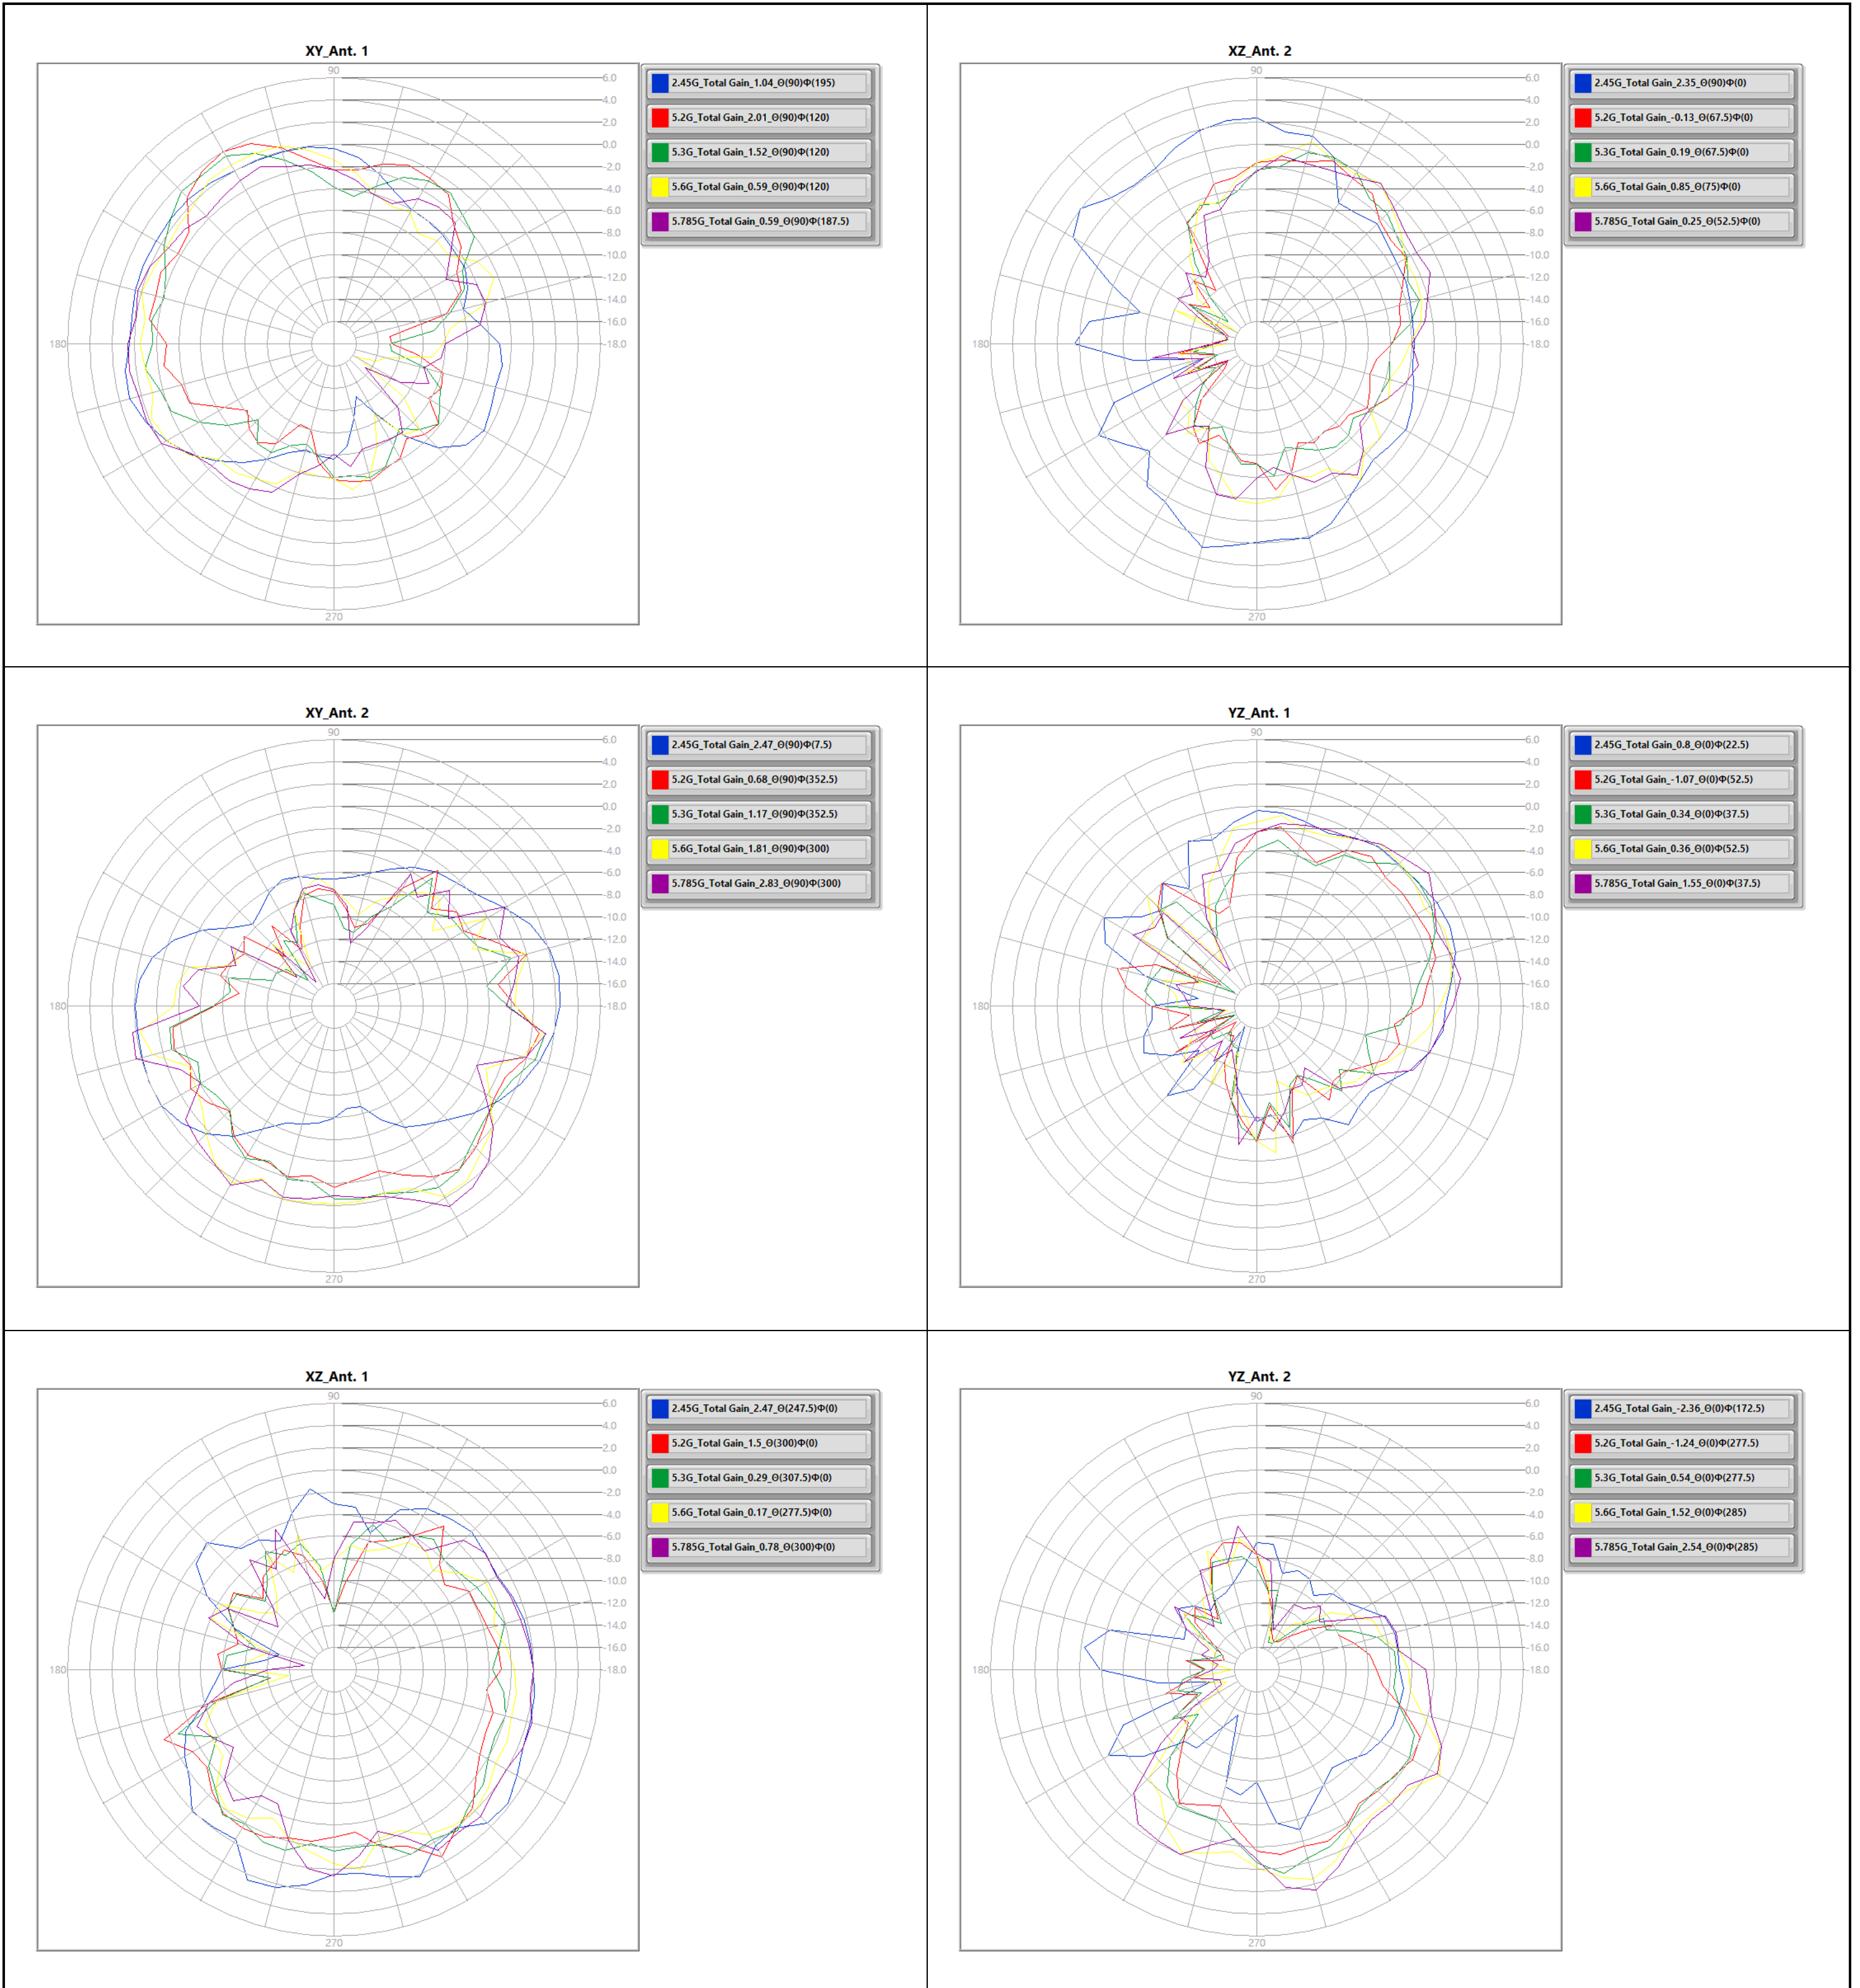 XY_Ant. 1
90
6.0
4.0
2.0
0.0
-2.0
-4.0
-6.0
-8.0
-10.0
-12.0
-14.0
-16.0
-18.0
180
270
2.45G_Total Gain_1.04_Θ(90)Φ(195)
5.2G_Total Gain_2.01_Θ(90)Φ(120)
5.3G_Total Gain_1.52_Θ(90)Φ(120)
5.6G_Total Gain_0.59_Θ(90)Φ(120)
5.785G_Total Gain_0.59_Θ(90)Φ(187.5)
XZ_Ant. 2
90
6.0
4.0
2.0
0.0
-2.0
-4.0
-6.0
-8.0
-10.0
-12.0
-14.0
-16.0
-18.0
180
270
2.45G_Total Gain_2.35_Θ(90)Φ(0)
5.2G_Total Gain_-0.13_Θ(67.5)Φ(0)
5.3G_Total Gain_0.19_Θ(67.5)Φ(0)
5.6G_Total Gain_0.85_Θ(75)Φ(0)
5.785G_Total Gain_0.25_Θ(52.5)Φ(0)
XY_Ant. 2
90
6.0
4.0
2.0
0.0
-2.0
-4.0
-6.0
-8.0
-10.0
-12.0
-14.0
-16.0
-18.0
180
270
2.45G_Total Gain_2.47_Θ(90)Φ(7.5)
5.2G_Total Gain_0.68_Θ(90)Φ(352.5)
5.3G_Total Gain_1.17_Θ(90)Φ(352.5)
5.6G_Total Gain_1.81_Θ(90)Φ(300)
5.785G_Total Gain_2.83_Θ(90)Φ(300)
YZ_Ant. 1
90
6.0
4.0
2.0
0.0
-2.0
-4.0
-6.0
-8.0
-10.0
-12.0
-14.0
-16.0
-18.0
180
270
2.45G_Total Gain_0.8_Θ(0)Φ(22.5)
5.2G_Total Gain_-1.07_Θ(0)Φ(52.5)
5.3G_Total Gain_0.34_Θ(0)Φ(37.5)
5.6G_Total Gain_0.36_Θ(0)Φ(52.5)
5.785G_Total Gain_1.55_Θ(0)Φ(37.5)
XZ_Ant. 1
90
6.0
4.0
2.0
0.0
-2.0
-4.0
-6.0
-8.0
-10.0
-12.0
-14.0
-16.0
-18.0
180
270
2.45G_Total Gain_2.47_Θ(247.5)Φ(0)
5.2G_Total Gain_1.5_Θ(300)Φ(0)
5.3G_Total Gain_0.29_Θ(307.5)Φ(0)
5.6G_Total Gain_0.17_Θ(277.5)Φ(0)
5.785G_Total Gain_0.78_Θ(300)Φ(0)
YZ_Ant. 2
90
6.0
4.0
2.0
0.0
-2.0
-4.0
-6.0
-8.0
-10.0
-12.0
-14.0
-16.0
-18.0
180
270
2.45G_Total Gain_-2.36_Θ(0)Φ(172.5)
5.2G_Total Gain_-1.24_Θ(0)Φ(277.5)
5.3G_Total Gain_0.54_Θ(0)Φ(277.5)
5.6G_Total Gain_1.52_Θ(0)Φ(285)
5.785G_Total Gain_2.54_Θ(0)Φ(285)